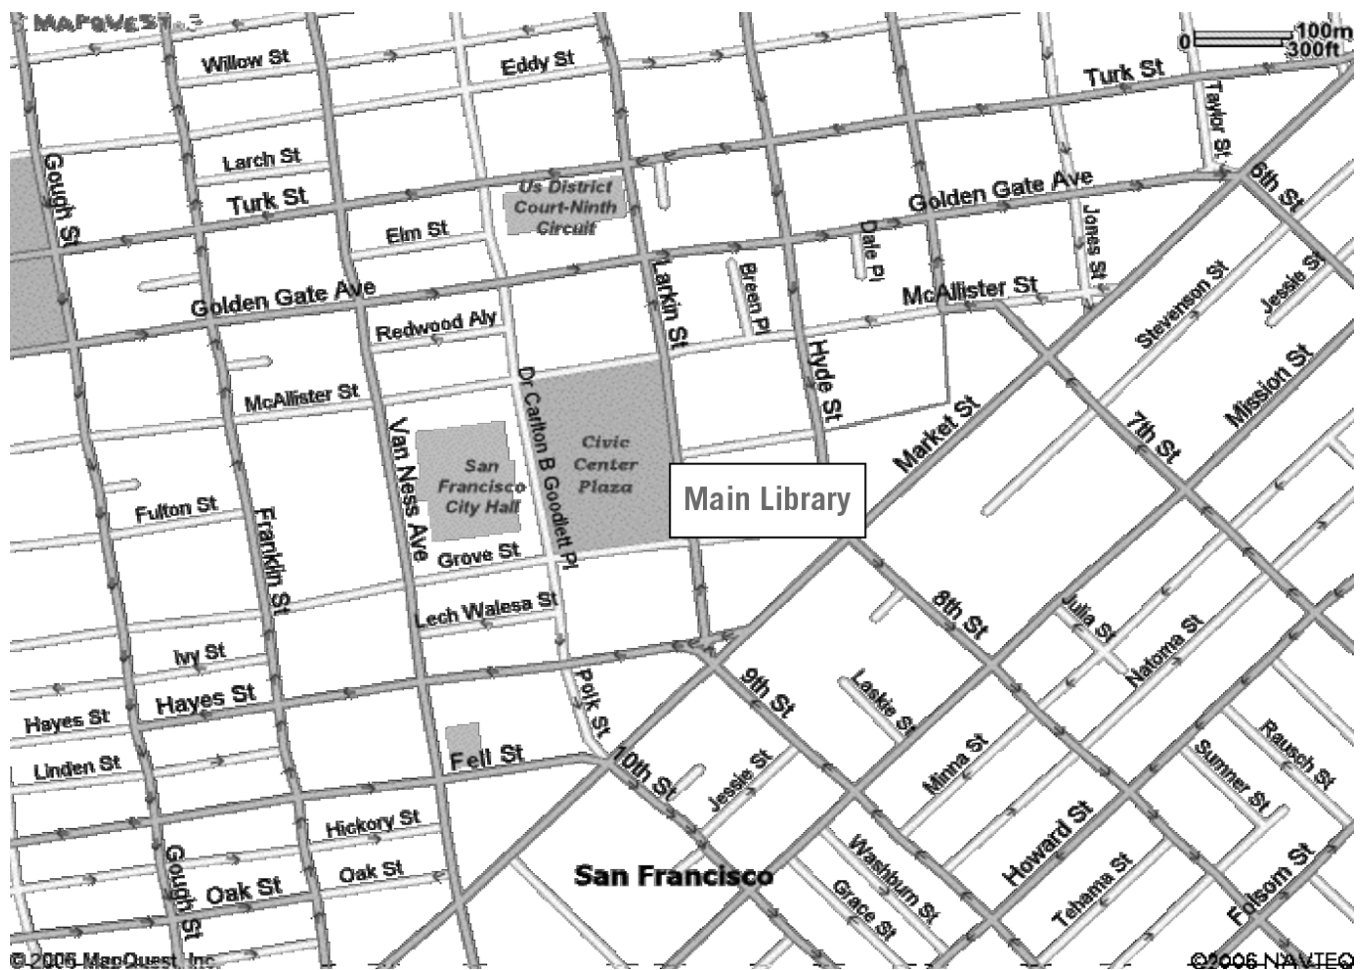 MAPQUEST
100m
0
300ft
Willow St
Eddy St
Turk St
Taylor St
Larch St
Gough St
Turk St
Us District
Court-Ninth
Circuit
Golden Gate Ave
6th St
Elm St
Dale Pl
Jones St
Larkin St
Breen Pl
Golden Gate Ave
McAllister St
Stevenson St
Jessie St
Redwood Aly
Hyde St
McAllister St
Dr Carlton B Goodlett Pl
Market St
7th St
Mission St
Van Ness Ave
Civic
Center
Plaza
San
Francisco
City Hall
Main Library
Fulton St
Franklin St
Grove St
Lech Walesa St
8th St
Julia St
Natoma St
Ivy St
Hayes St
Hayes St
Polk St
9th St
Laskie St
Linden St
Fell St
10th St
Jessie St
Minna St
Sumner St
Rausch St
Hickory St
Howard St
Gough St
Oak St
Oak St
San Francisco
Washburn St
Grace St
Tehama St
Folsom St
© 2006 MapQuest, Inc.
©2006 NAVTEQ